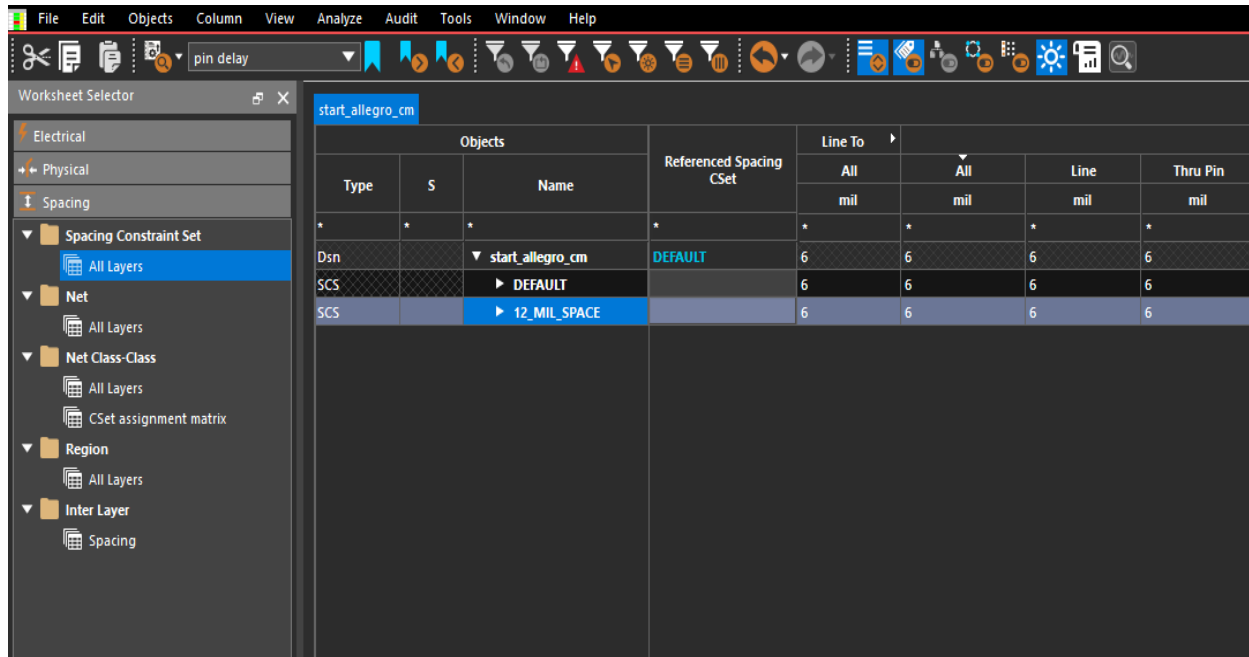 File Edit Objects Column View Analyze Audit Tools Window Help
pin delay
Worksheet Selector
Electrical
Physical
Spacing
Spacing Constraint Set
All Layers
Net
All Layers
Net Class-Class
All Layers
CSet assignment matrix
Region
All Layers
Inter Layer
Spacing
start_allegro_cm
Objects Referenced Spacing CSet Line To
Type S Name All All Line Thru Pin
mil mil mil mil
* * * * * * * *
Dsn start_allegro_cm DEFAULT 6 6 6 6
SCS DEFAULT 6 6 6 6
SCS 12_MIL_SPACE 6 6 6 6